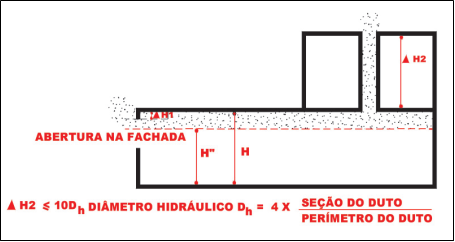 ▲ H2
▲ H1
ABERTURA NA FACHADA
H"
H
▲ H2 ≤ 10Dh DIÂMETRO HIDRÁULICO Dh = 4 X SEÇÃO DO DUTO
PERÍMETRO DO DUTO